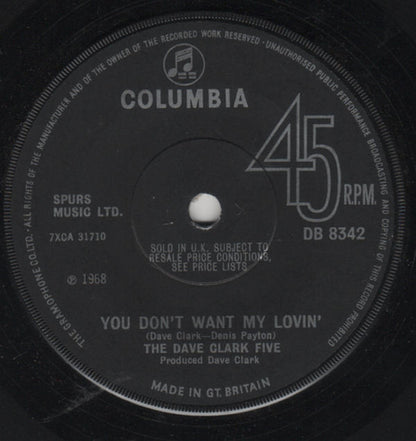 THE GRAMOPHONE CO. LTD. · ALL RIGHTS OF THE MANUFACTURER AND OF THE OWNER OF THE RECORDED WORK RESERVED · UNAUTHORISED PUBLIC PERFORMANCE BROADCASTING AND COPYING OF THIS RECORD PROHIBITED
COLUMBIA
45
R.P.M.
SPURS
MUSIC LTD.
7XCA 31710
DB 8342
SOLD IN U.K. SUBJECT TO
RESALE PRICE CONDITIONS,
SEE PRICE LISTS
℗ 1968
YOU DON'T WANT MY LOVIN'
(Dave Clark—Denis Payton)
THE DAVE CLARK FIVE
Produced Dave Clark
MADE IN GT. BRITAIN